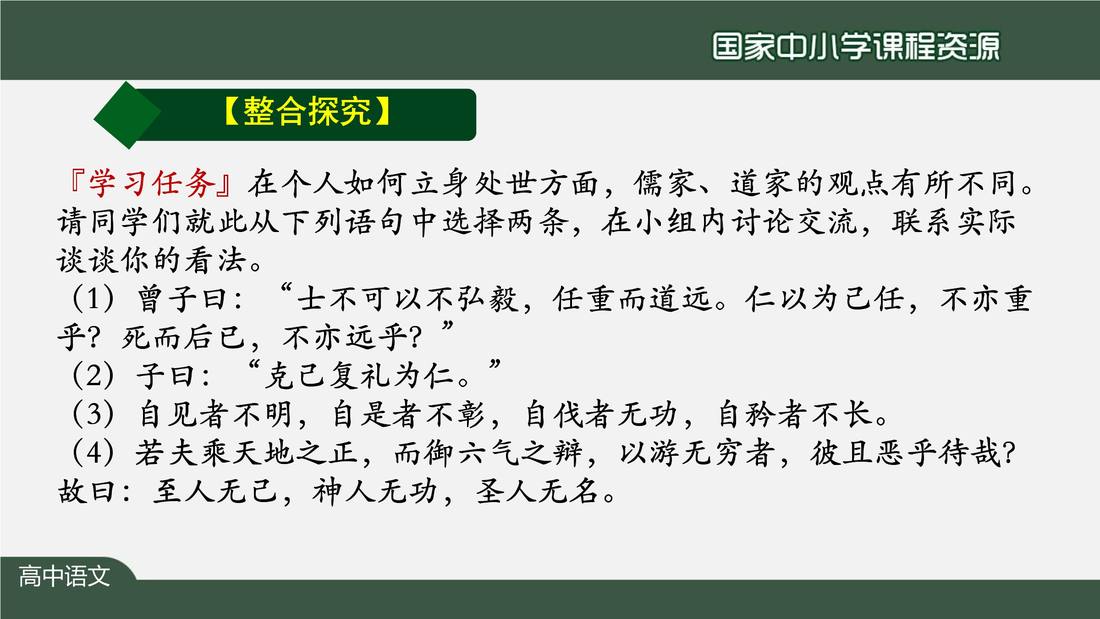 国家中小学课程资源
【整合探究】
『学习任务』在个人如何立身处世方面，儒家、道家的观点有所不同。
请同学们就此从下列语句中选择两条，在小组内讨论交流，联系实际
谈谈你的看法。
（1）曾子曰：“士不可以不弘毅，任重而道远。仁以为己任，不亦重
乎？死而后已，不亦远乎？”
（2）子曰：“克己复礼为仁。”
（3）自见者不明，自是者不彰，自伐者无功，自矜者不长。
（4）若夫乘天地之正，而御六气之辩，以游无穷者，彼且恶乎待哉？
故曰：至人无己，神人无功，圣人无名。
高中语文